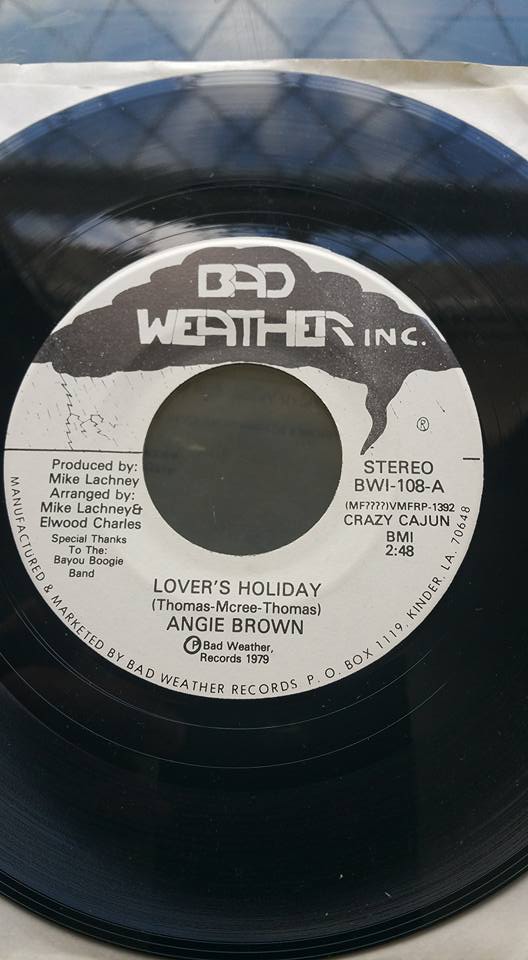 BAD
WEATHER INC.
®
Produced by:
Mike Lachney
Arranged by:
Mike Lachney&
Elwood Charles
Special Thanks
To The:
Bayou Boogie
Band
STEREO
BWI-108-A
(MF????)VMFRP-1392
CRAZY CAJUN
BMI
2:48
LOVER'S HOLIDAY
(Thomas-Mcree-Thomas)
ANGIE BROWN
℗Bad Weather,
Records 1979
MANUFACTURED & MARKETED BY BAD WEATHER RECORDS P. O. BOX 1119, KINDER, LA. 70648